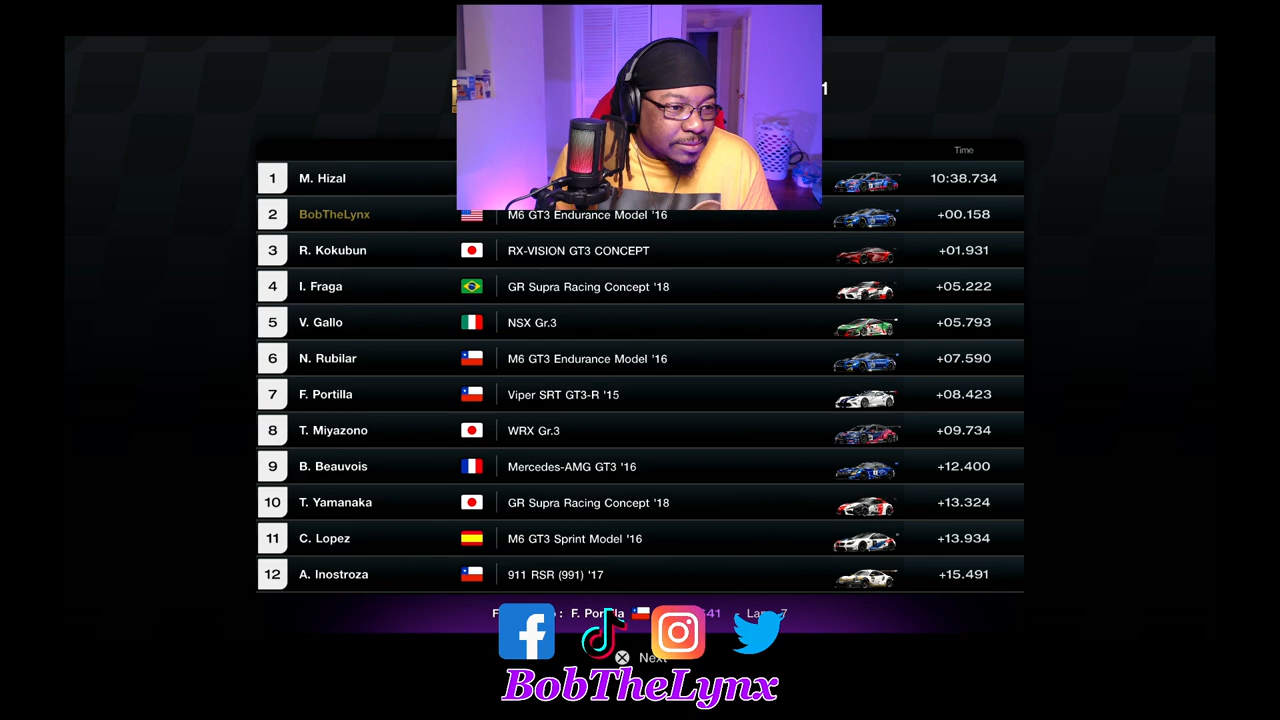 1
Time
1 M. Hizal 10:38.734
2 BobTheLynx M6 GT3 Endurance Model '16 +00.158
3 R. Kokubun RX-VISION GT3 CONCEPT +01.931
4 I. Fraga GR Supra Racing Concept '18 +05.222
5 V. Gallo NSX Gr.3 +05.793
6 N. Rubilar M6 GT3 Endurance Model '16 +07.590
7 F. Portilla Viper SRT GT3-R '15 +08.423
8 T. Miyazono WRX Gr.3 +09.734
9 B. Beauvois Mercedes-AMG GT3 '16 +12.400
10 T. Yamanaka GR Supra Racing Concept '18 +13.324
11 C. Lopez M6 GT3 Sprint Model '16 +13.934
12 A. Inostroza 911 RSR (991) '17 +15.491
: F. Portilla 41 7
Next
BobTheLynx